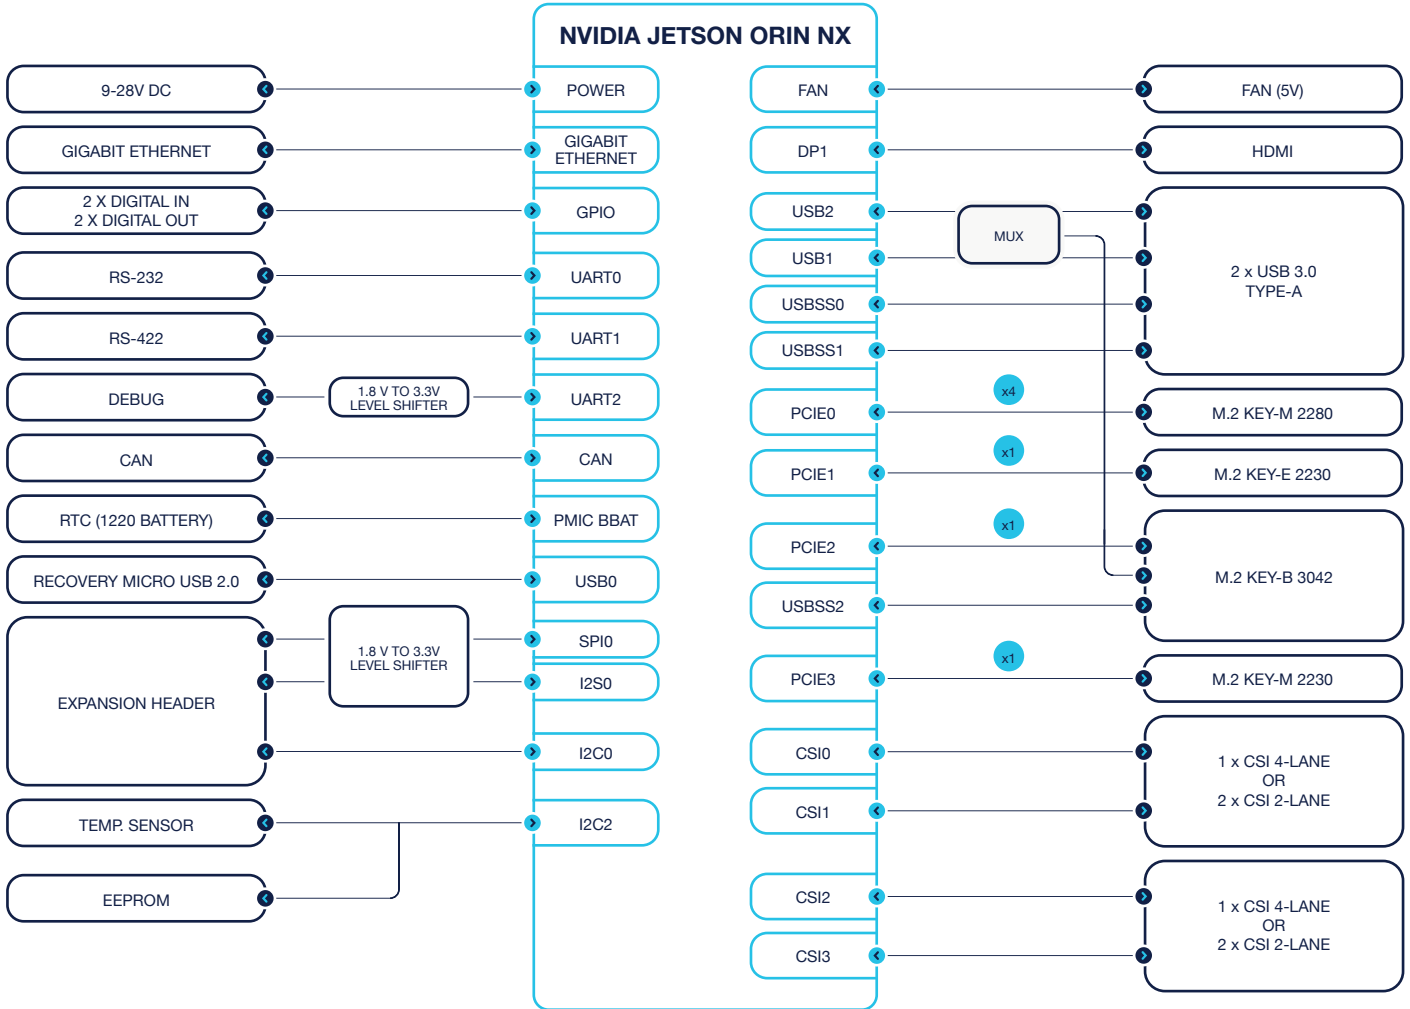 NVIDIA JETSON ORIN NX
9-28V DC
POWER
FAN
FAN (5V)
GIGABIT ETHERNET
GIGABIT
ETHERNET
DP1
HDMI
2 X DIGITAL IN
2 X DIGITAL OUT
GPIO
USB2
MUX
USB1
2 x USB 3.0
TYPE-A
RS-232
UART0
USBSS0
RS-422
UART1
USBSS1
DEBUG
1.8 V TO 3.3V
LEVEL SHIFTER
UART2
PCIE0
x4
M.2 KEY-M 2280
CAN
CAN
PCIE1
x1
M.2 KEY-E 2230
RTC (1220 BATTERY)
PMIC BBAT
PCIE2
x1
M.2 KEY-B 3042
RECOVERY MICRO USB 2.0
USB0
USBSS2
EXPANSION HEADER
1.8 V TO 3.3V
LEVEL SHIFTER
SPI0
I2S0
PCIE3
x1
M.2 KEY-M 2230
I2C0
CSI0
1 x CSI 4-LANE
OR
2 x CSI 2-LANE
TEMP. SENSOR
I2C2
CSI1
EEPROM
CSI2
1 x CSI 4-LANE
OR
2 x CSI 2-LANE
CSI3